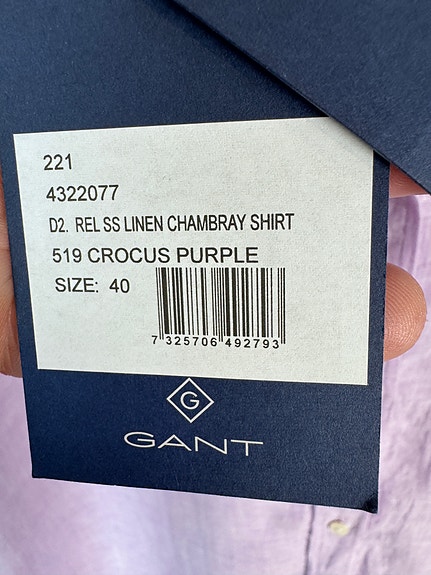 221
4322077
D2. REL SS LINEN CHAMBRAY SHIRT
519 CROCUS PURPLE
SIZE: 40
7 325706 492793
G
GANT